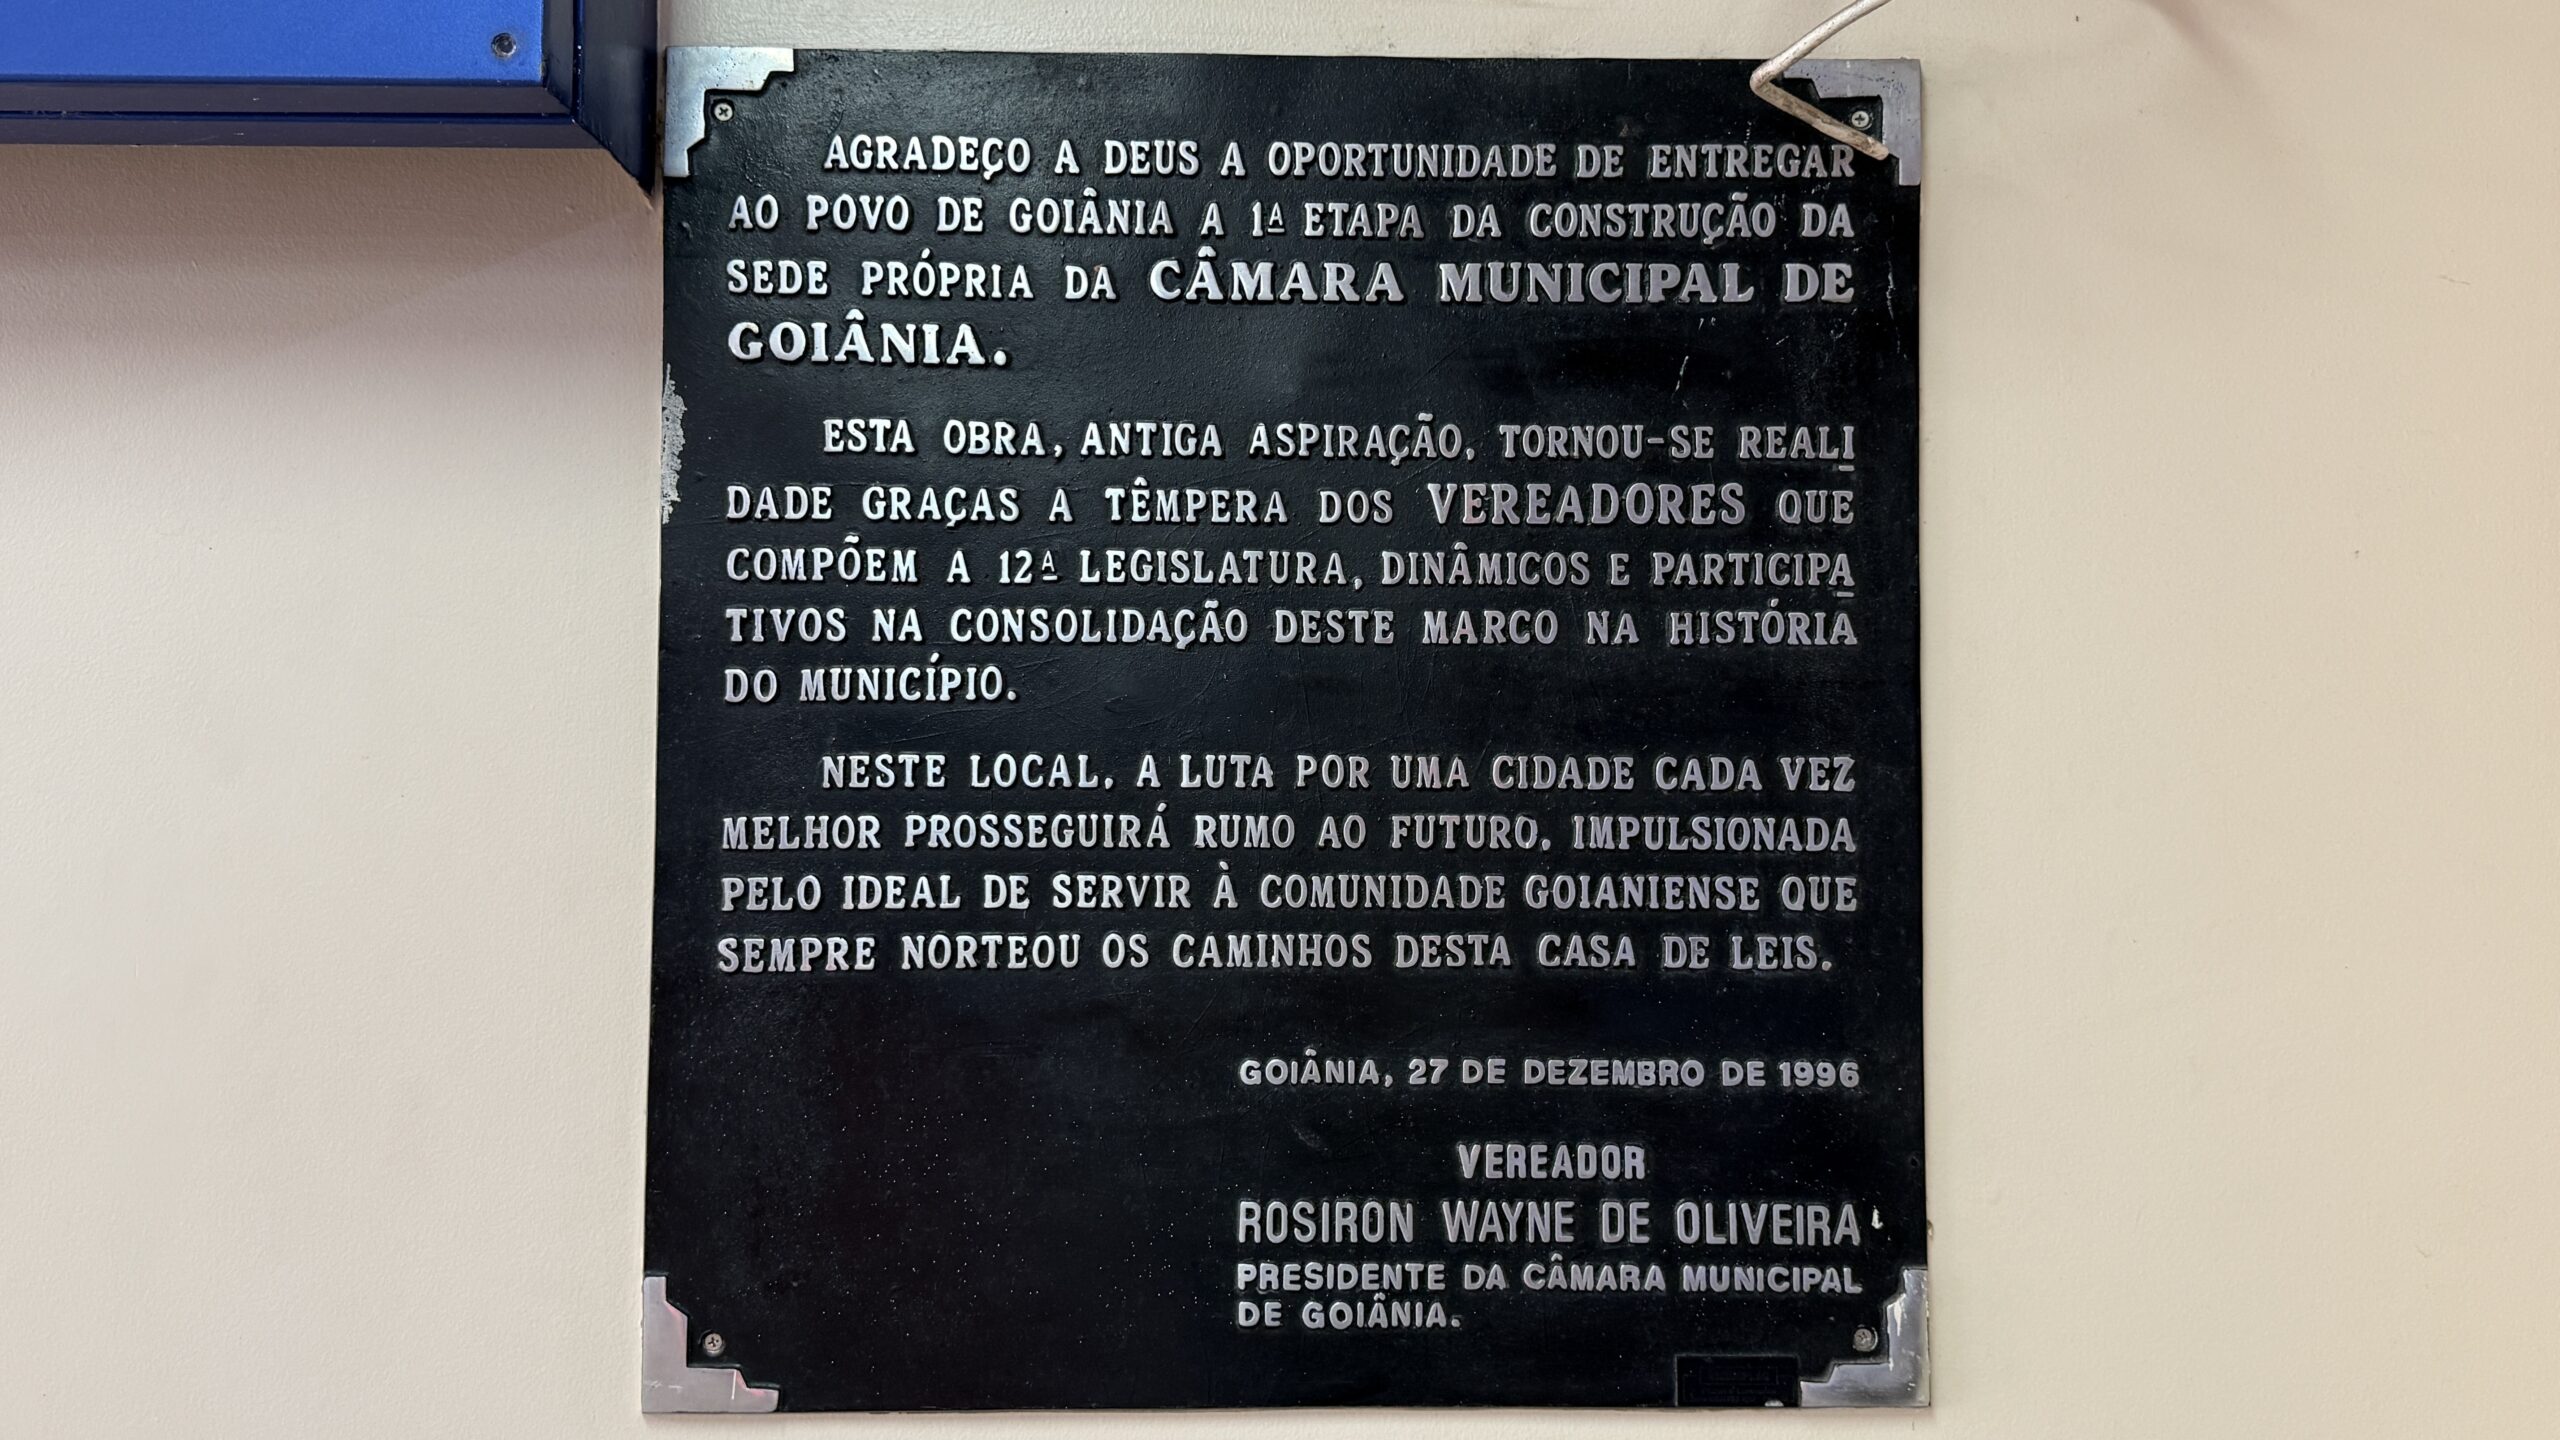 AGRADEÇO A DEUS A OPORTUNIDADE DE ENTREGAR
AO POVO DE GOIÂNIA A 1ª ETAPA DA CONSTRUÇÃO DA
SEDE PRÓPRIA DA CÂMARA MUNICIPAL DE
GOIÂNIA.
ESTA OBRA, ANTIGA ASPIRAÇÃO, TORNOU-SE REALI
DADE GRAÇAS A TÊMPERA DOS VEREADORES QUE
COMPÕEM A 12ª LEGISLATURA, DINÂMICOS E PARTICIPA
TIVOS NA CONSOLIDAÇÃO DESTE MARCO NA HISTÓRIA
DO MUNICÍPIO.
NESTE LOCAL, A LUTA POR UMA CIDADE CADA VEZ
MELHOR PROSSEGUIRÁ RUMO AO FUTURO, IMPULSIONADA
PELO IDEAL DE SERVIR À COMUNIDADE GOIANIENSE QUE
SEMPRE NORTEOU OS CAMINHOS DESTA CASA DE LEIS.
GOIÂNIA, 27 DE DEZEMBRO DE 1996
VEREADOR
ROSIRON WAYNE DE OLIVEIRA
PRESIDENTE DA CÂMARA MUNICIPAL
DE GOIÂNIA.